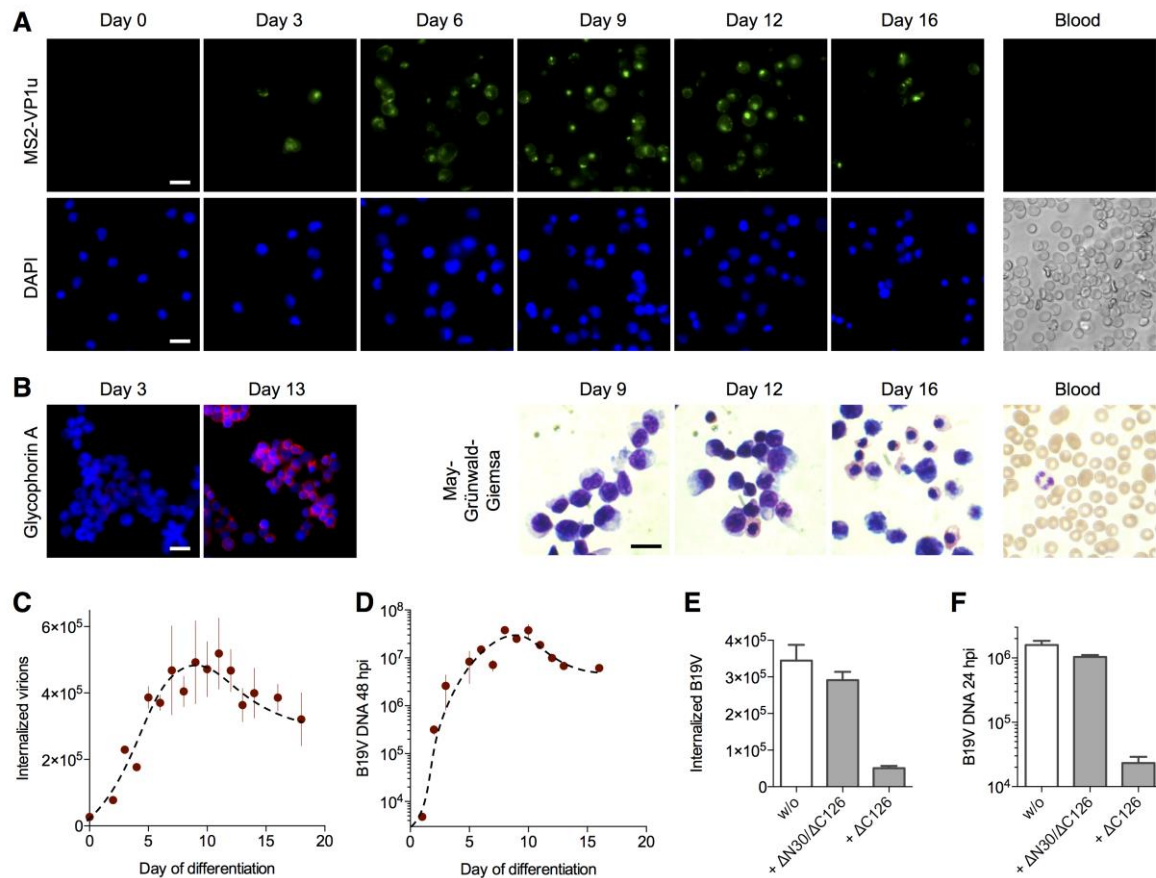 A
Day 0 Day 3 Day 6 Day 9 Day 12 Day 16 Blood
MS2-VP1u
DAPI
B
Day 3 Day 13 Day 9 Day 12 Day 16 Blood
Glycophorin A
May-
Grünwald-
Giemsa
C
Internalized virions
6×10⁵
4×10⁵
2×10⁵
0
0 5 10 15 20
Day of differentiation
D
B19V DNA 48 hpi
10⁸
10⁷
10⁶
10⁵
10⁴
0 5 10 15 20
Day of differentiation
E
Internalized B19V
4×10⁵
3×10⁵
2×10⁵
1×10⁵
0
w/o
+ ΔN30/ΔC126
+ ΔC126
F
B19V DNA 24 hpi
10⁶
10⁵
10⁴
w/o
+ ΔN30/ΔC126
+ ΔC126